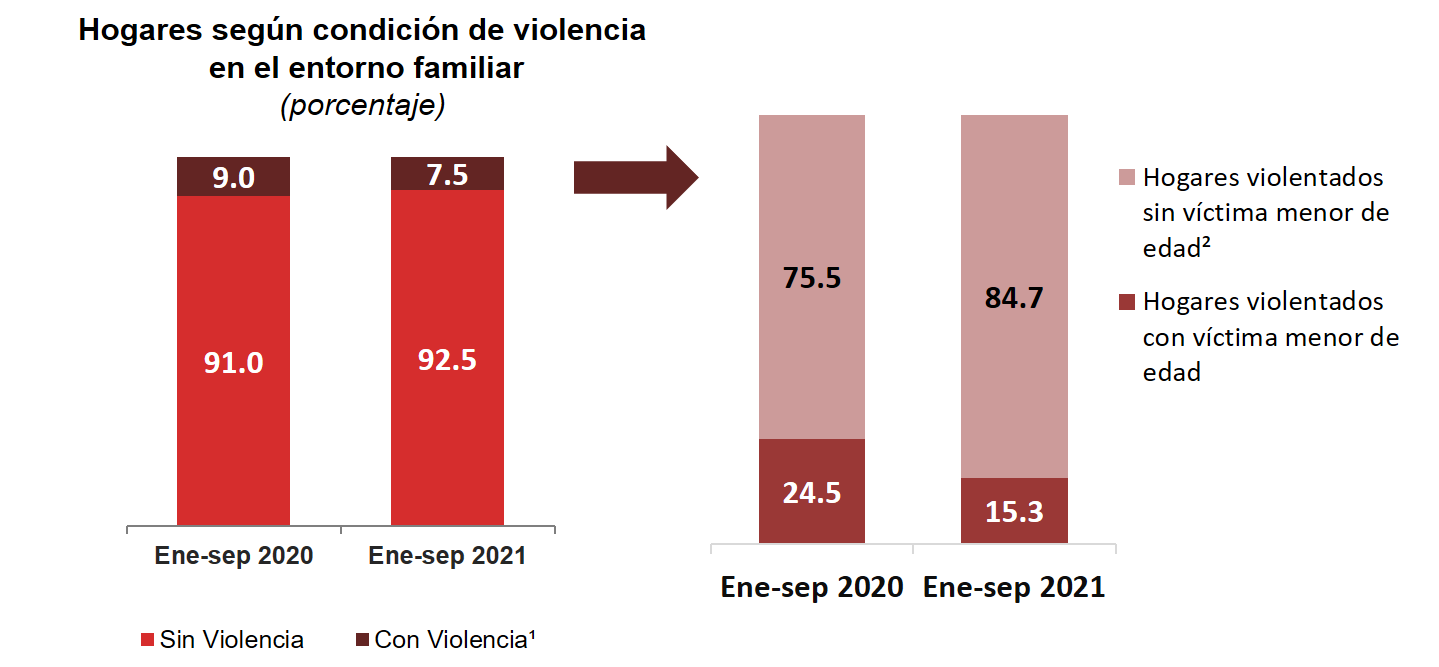 Hogares según condición de violencia
en el entorno familiar
(porcentaje)
9.0
7.5
91.0
92.5
Ene-sep 2020
Ene-sep 2021
Sin Violencia
Con Violencia¹
75.5
84.7
24.5
15.3
Ene-sep 2020
Ene-sep 2021
Hogares violentados
sin víctima menor de
edad²
Hogares violentados
con víctima menor de
edad